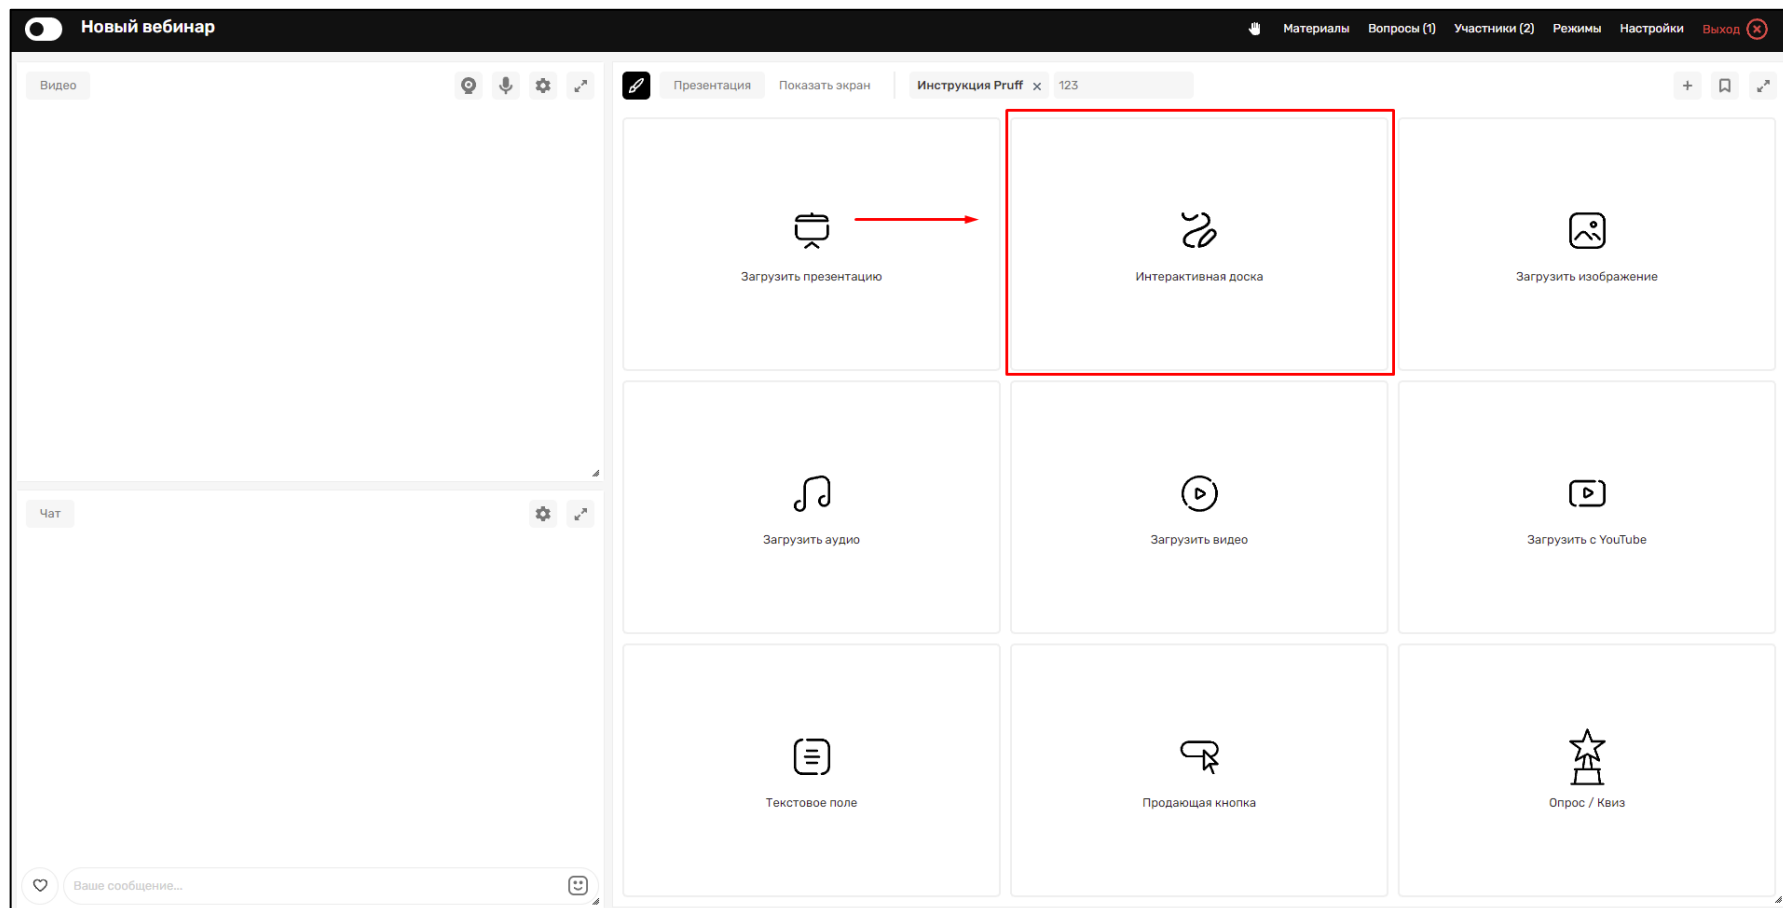 Новый вебинар
Материалы Вопросы (1) Участники (2) Режимы Настройки Выход
Видео
Презентация Показать экран Инструкция Pruff × 123
Загрузить презентацию
Интерактивная доска
Загрузить изображение
Загрузить аудио
Загрузить видео
Загрузить с YouTube
Текстовое поле
Продающая кнопка
Опрос / Квиз
Чат
Ваше сообщение...